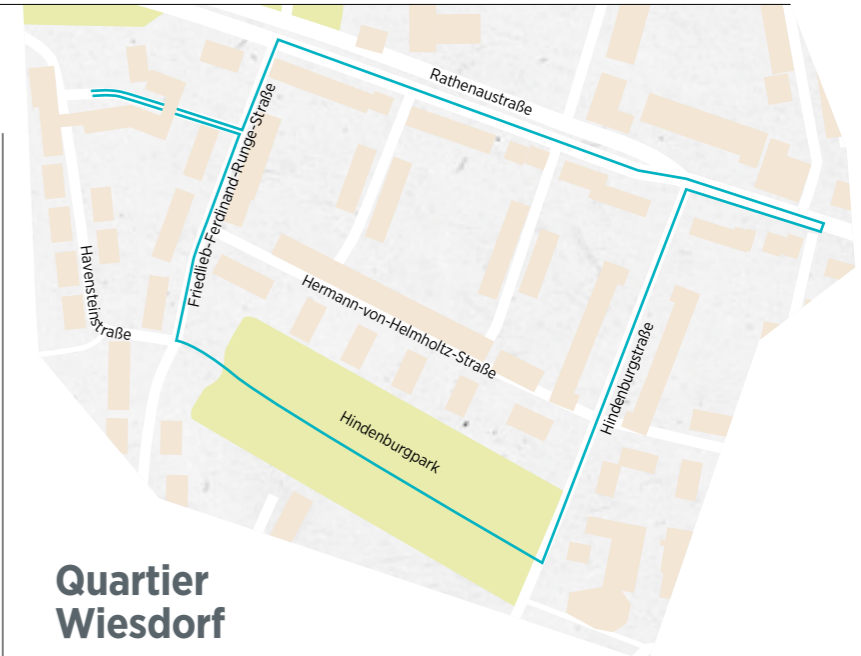 Rathenaustraße
Friedlieb-Ferdinand-Runge-Straße
Havensteinstraße
Hermann-von-Helmholtz-Straße
Hindenburgstraße
Hindenburgpark
Quartier
Wiesdorf